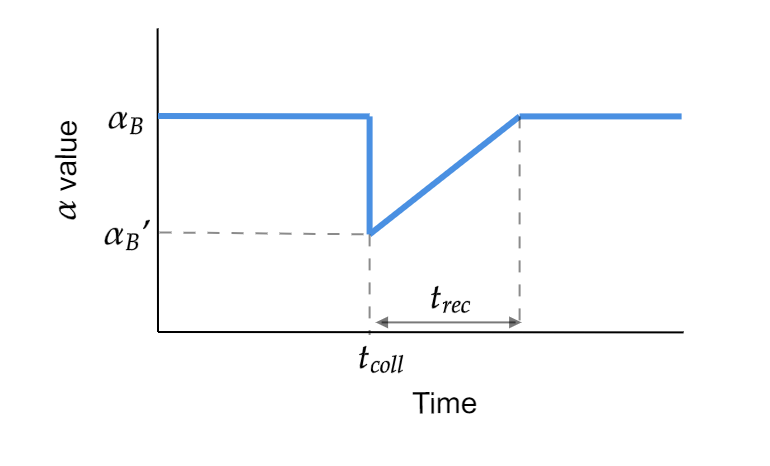 α_B
α value
α_B′
t_rec
t_coll
Time